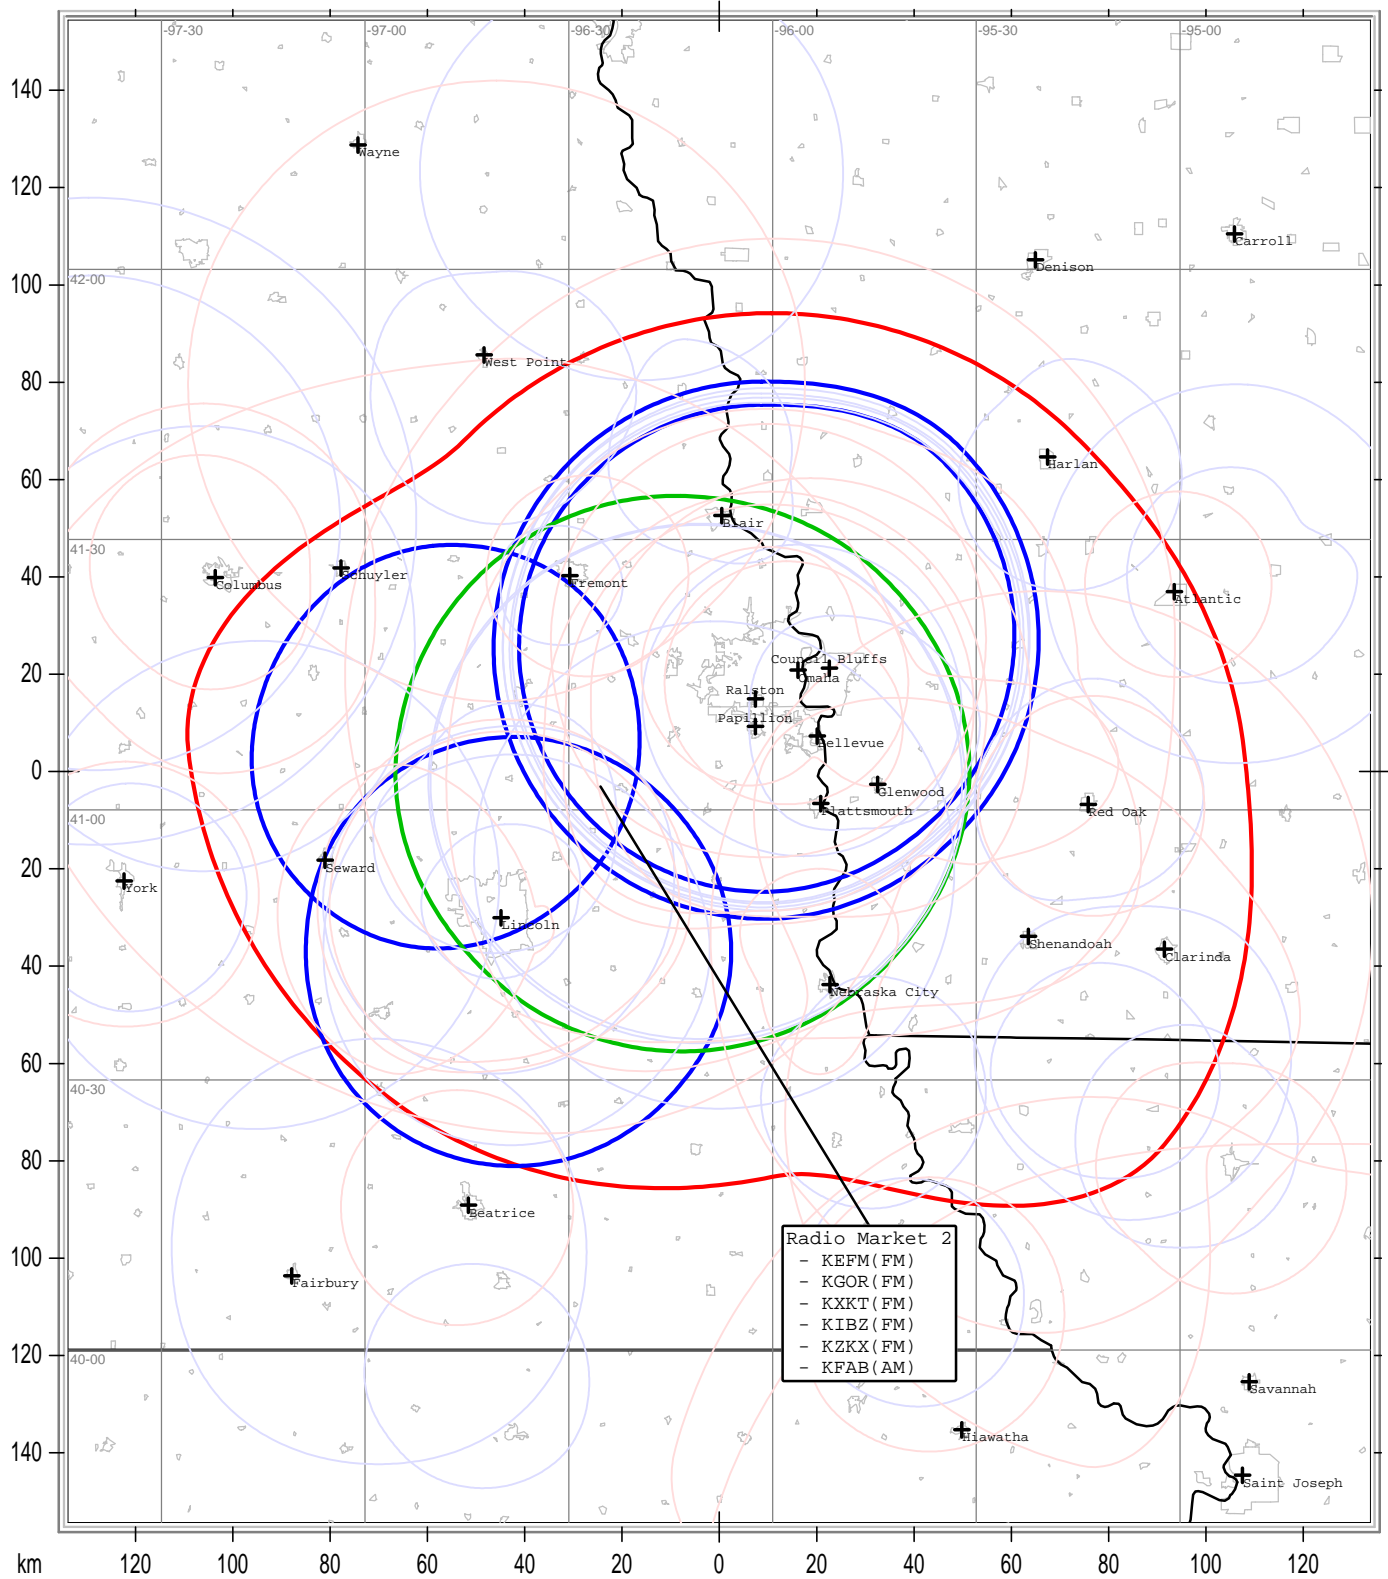 -97-30
-97-00
-96-30
-96-00
-95-30
-95-00
140
Wayne
120
Carroll
Denison
42-00
100
West Point
80
Harlan
60
Blair
41-30
40
Columbus
Schuyler
Fremont
Atlantic
Council Bluffs
Omaha
20
Ralston
Papillion
Bellevue
0
Glenwood
Plattsmouth
Red Oak
41-00
20
Seward
York
Lincoln
Shenandoah
Clarinda
40
Nebraska City
60
40-30
80
Beatrice
Radio Market 2
- KEFM(FM)
- KGOR(FM)
- KXKT(FM)
- KIBZ(FM)
- KZKX(FM)
- KFAB(AM)
100
Fairbury
120
40-00
Savannah
140
Hiawatha
Saint Joseph
km 120 100 80 60 40 20 0 20 40 60 80 100 120